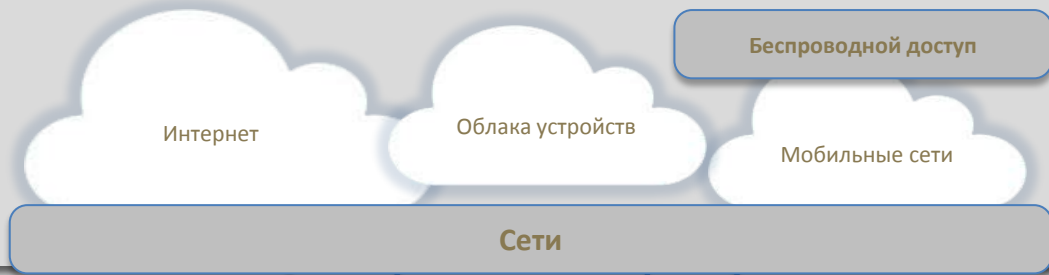 Беспроводной доступ
Интернет
Облака устройств
Мобильные сети
Сети